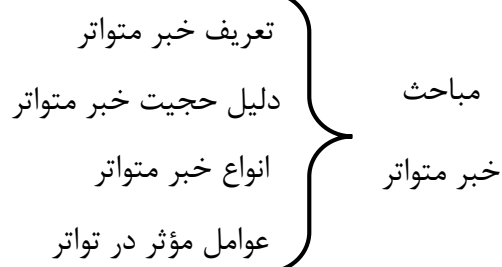 مباحث
خبر متواتر
تعریف خبر متواتر
دلیل حجیت خبر متواتر
انواع خبر متواتر
عوامل مؤثر در تواتر